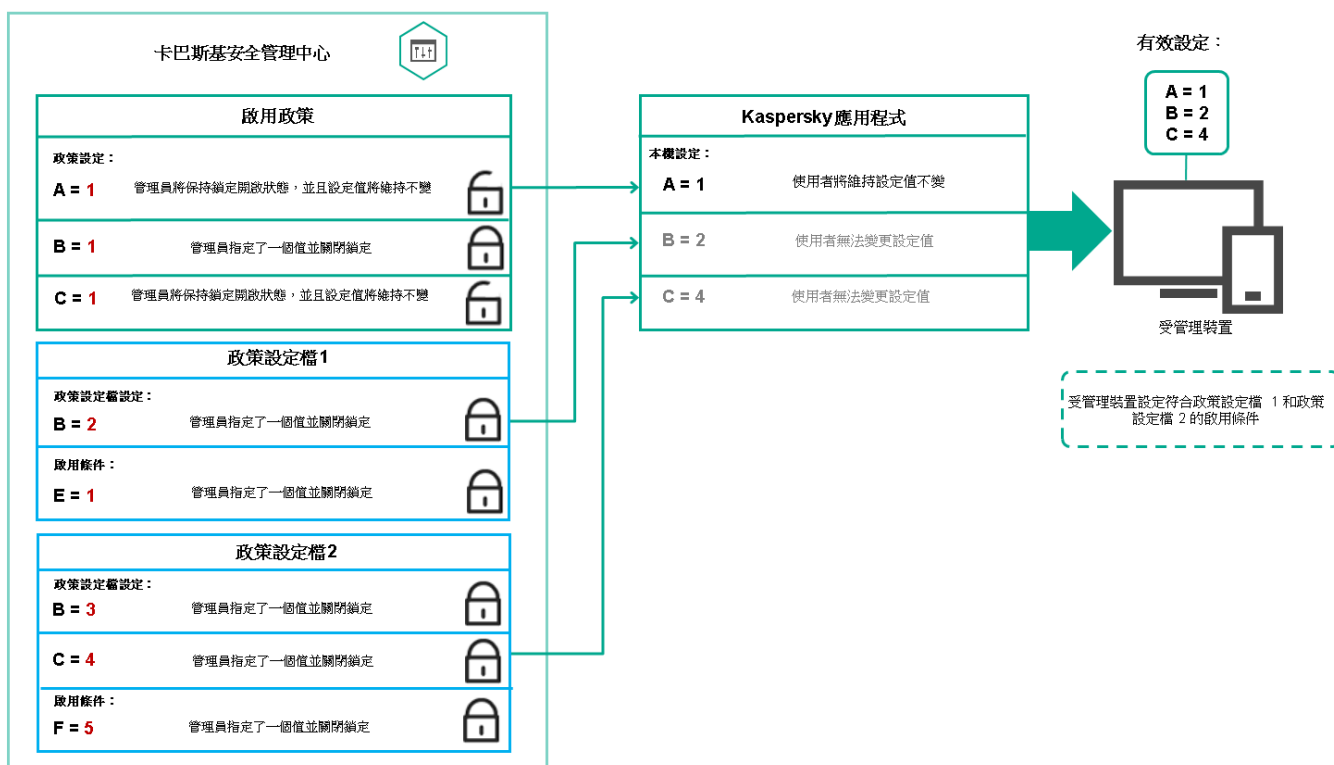 卡巴斯基安全管理中心
啟用政策
政策設定：
A = 1
管理員將保持鎖定開啟狀態，並且設定值將維持不變
B = 1
管理員指定了一個值並關閉鎖定
C = 1
管理員將保持鎖定開啟狀態，並且設定值將維持不變
政策設定檔1
政策設定檔設定：
B = 2
管理員指定了一個值並關閉鎖定
啟用條件：
E = 1
管理員指定了一個值並關閉鎖定
政策設定檔2
政策設定檔設定：
B = 3
管理員指定了一個值並關閉鎖定
C = 4
管理員指定了一個值並關閉鎖定
啟用條件：
F = 5
管理員指定了一個值並關閉鎖定
Kaspersky應用程式
本機設定：
A = 1
使用者將維持設定值不變
B = 2
使用者無法變更設定值
C = 4
使用者無法變更設定值
有效設定：
A = 1
B = 2
C = 4
受管理裝置
受管理裝置設定符合政策設定檔 1 和政策
設定檔 2 的啟用條件